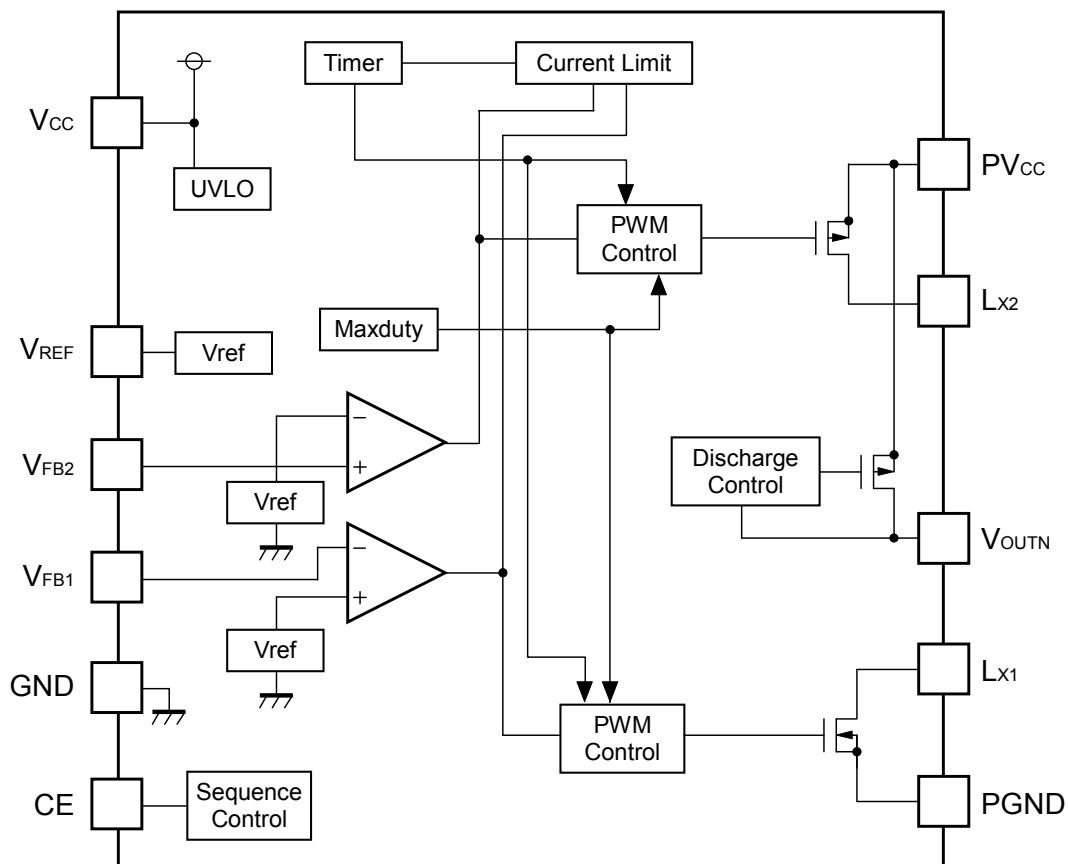 Timer
Current Limit
VCC
UVLO
PWM
Control
PVCC
LX2
Maxduty
VREF
Vref
−
+
VFB2
Vref
Discharge
Control
VOUTN
VFB1
−
+
Vref
GND
LX1
PWM
Control
CE
Sequence
Control
PGND